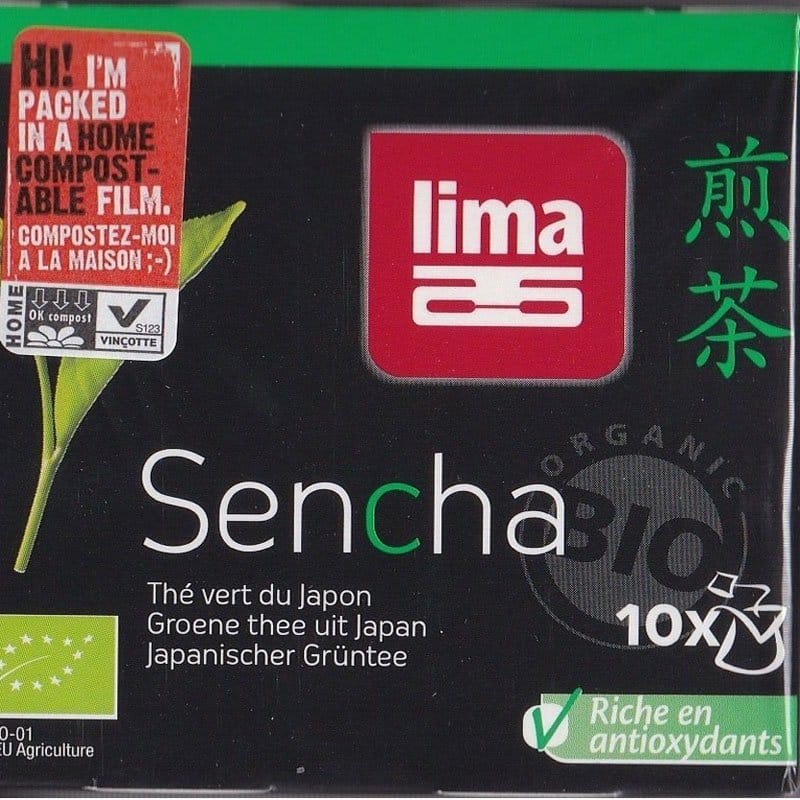 HI! I'M
PACKED
IN A HOME
COMPOST-
ABLE FILM.
COMPOSTEZ-MOI
A LA MAISON ;-)
HOME
OK compost
S123
VINÇOTTE
lima
煎
茶
Sencha
ORGANIC
BIO
Thé vert du Japon
Groene thee uit Japan
Japanischer Grüntee
10x
O-01
EU Agriculture
Riche en
antioxydants